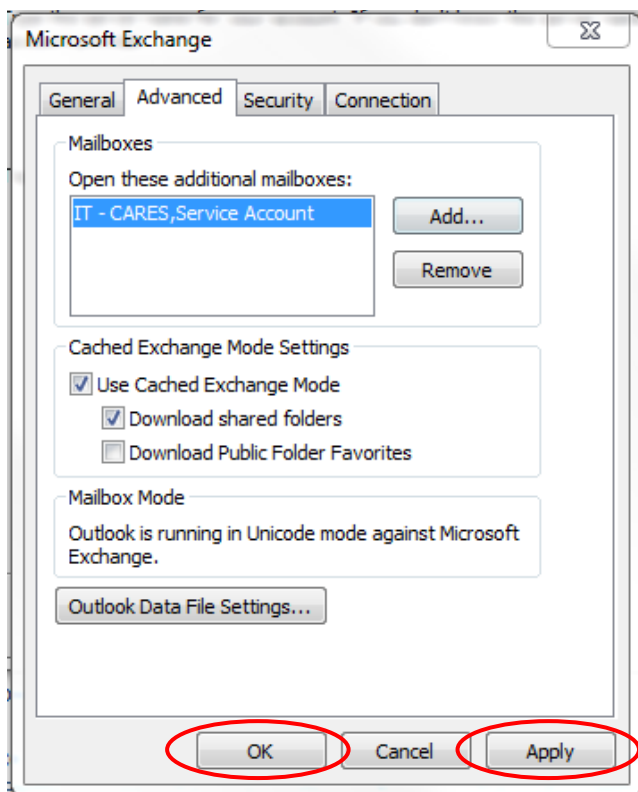 Microsoft Exchange
General Advanced Security Connection
Mailboxes
Open these additional mailboxes:
IT - CARES,Service Account
Add...
Remove
Cached Exchange Mode Settings
Use Cached Exchange Mode
Download shared folders
Download Public Folder Favorites
Mailbox Mode
Outlook is running in Unicode mode against Microsoft
Exchange.
Outlook Data File Settings...
OK Cancel Apply